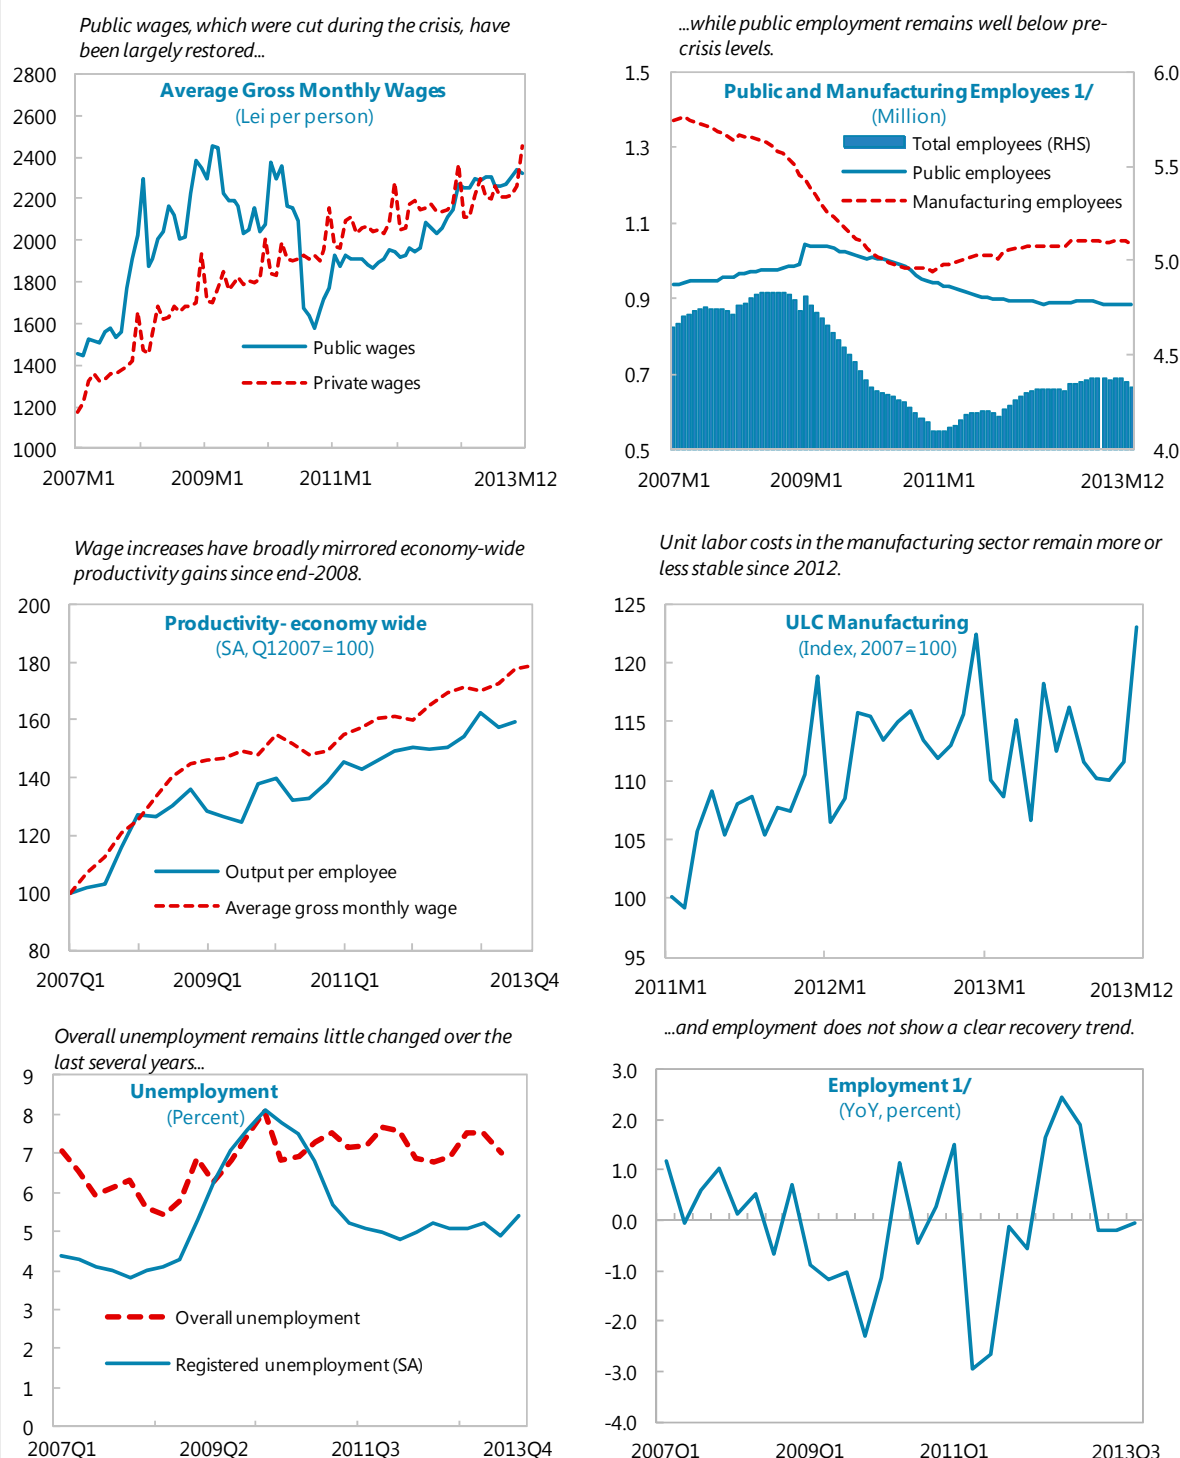 Public wages, which were cut during the crisis, have
been largely restored...
Average Gross Monthly Wages
(Lei per person)
2800
2600
2400
2200
2000
1800
1600
1400
1200
1000
Public wages
Private wages
2007M1
2009M1
2011M1
2013M12
...while public employment remains well below pre-
crisis levels.
Public and Manufacturing Employees 1/
(Million)
1.5
1.3
1.1
0.9
0.7
0.5
6.0
5.5
5.0
4.5
4.0
Total employees (RHS)
Public employees
Manufacturing employees
2007M1
2009M1
2011M1
2013M12
Wage increases have broadly mirrored economy-wide
productivity gains since end-2008.
Productivity- economy wide
(SA, Q12007=100)
200
180
160
140
120
100
80
Output per employee
Average gross monthly wage
2007Q1
2009Q1
2011Q1
2013Q4
Unit labor costs in the manufacturing sector remain more or
less stable since 2012.
ULC Manufacturing
(Index, 2007=100)
125
120
115
110
105
100
95
2011M1
2012M1
2013M1
2013M12
Overall unemployment remains little changed over the
last several years...
Unemployment
(Percent)
9
8
7
6
5
4
3
2
1
0
Overall unemployment
Registered unemployment (SA)
2007Q1
2009Q2
2011Q3
2013Q4
...and employment does not show a clear recovery trend.
Employment 1/
(YoY, percent)
3.0
2.0
1.0
0.0
-1.0
-2.0
-3.0
-4.0
2007Q1
2009Q1
2011Q1
2013Q3